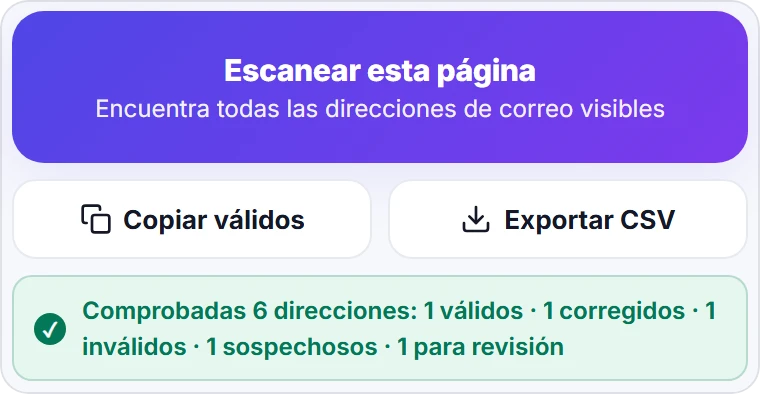 Escanear esta página
Encuentra todas las direcciones de correo visibles
Copiar válidos
Exportar CSV
Comprobadas 6 direcciones: 1 válidos · 1 corregidos · 1
inválidos · 1 sospechosos · 1 para revisión